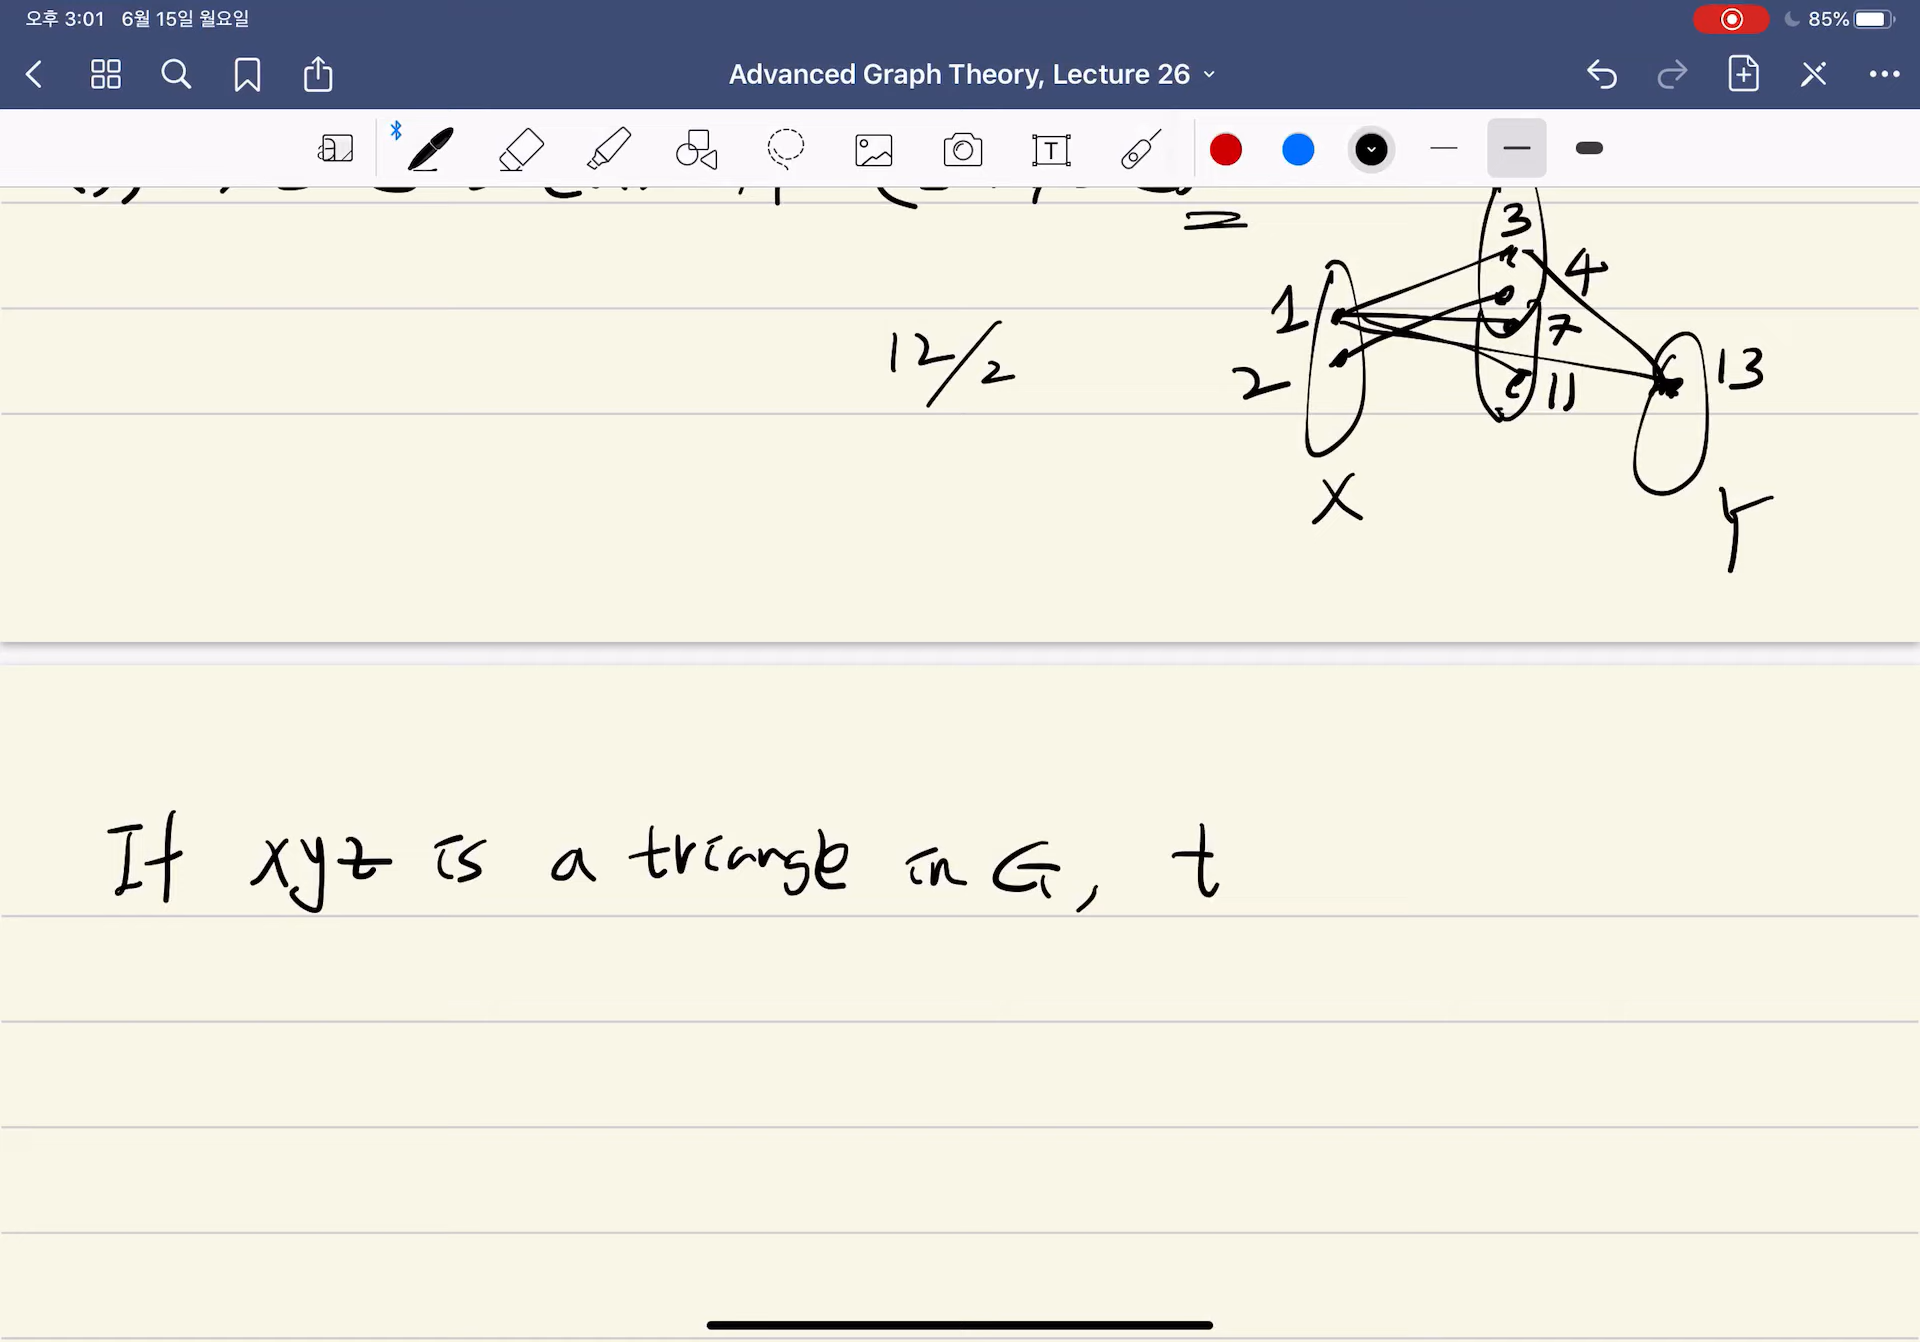 오후 3:01 6월 15일 월요일
85%
Advanced Graph Theory, Lecture 26
T
3
4
1
7
12/2
13
2
11
X
Y
If xyz is a triangle in G, t